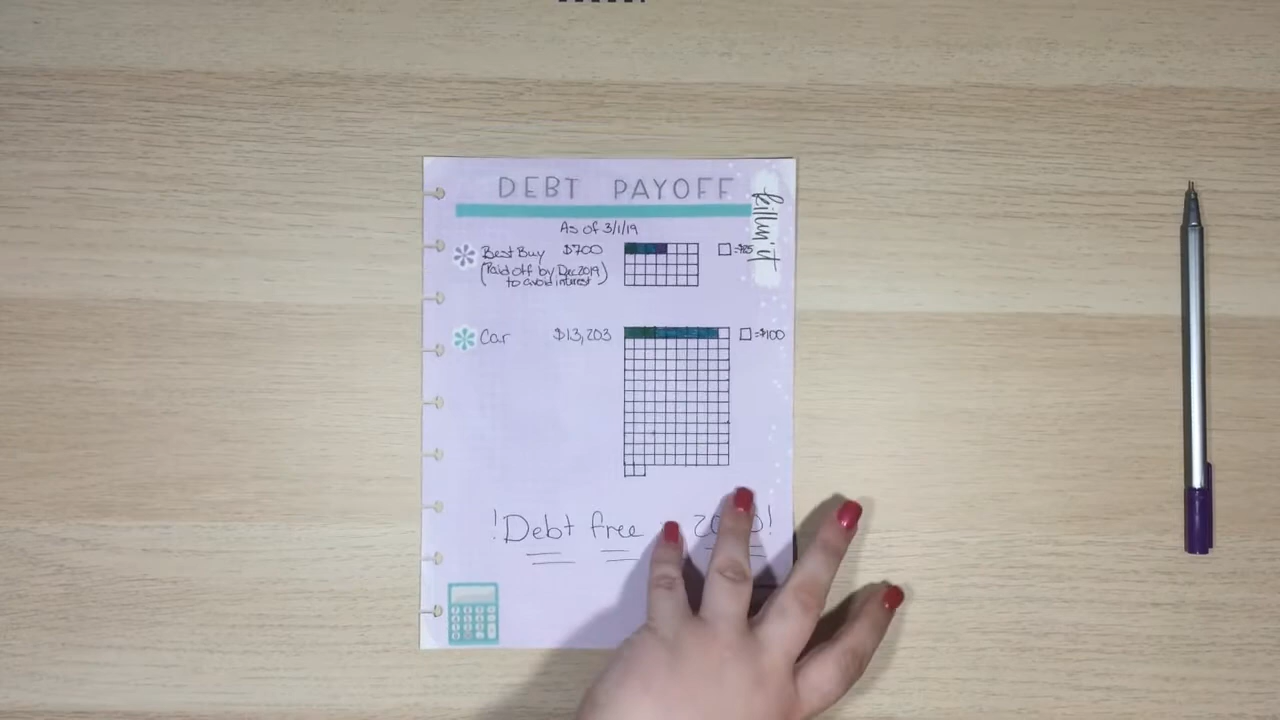 DEBT PAYOFF
killin' it
As of 3/1/19
Best Buy $700 □=$25
(Paid off by Dec 2019
to avoid interest)
Car $13,203 □=$100
!Debt free